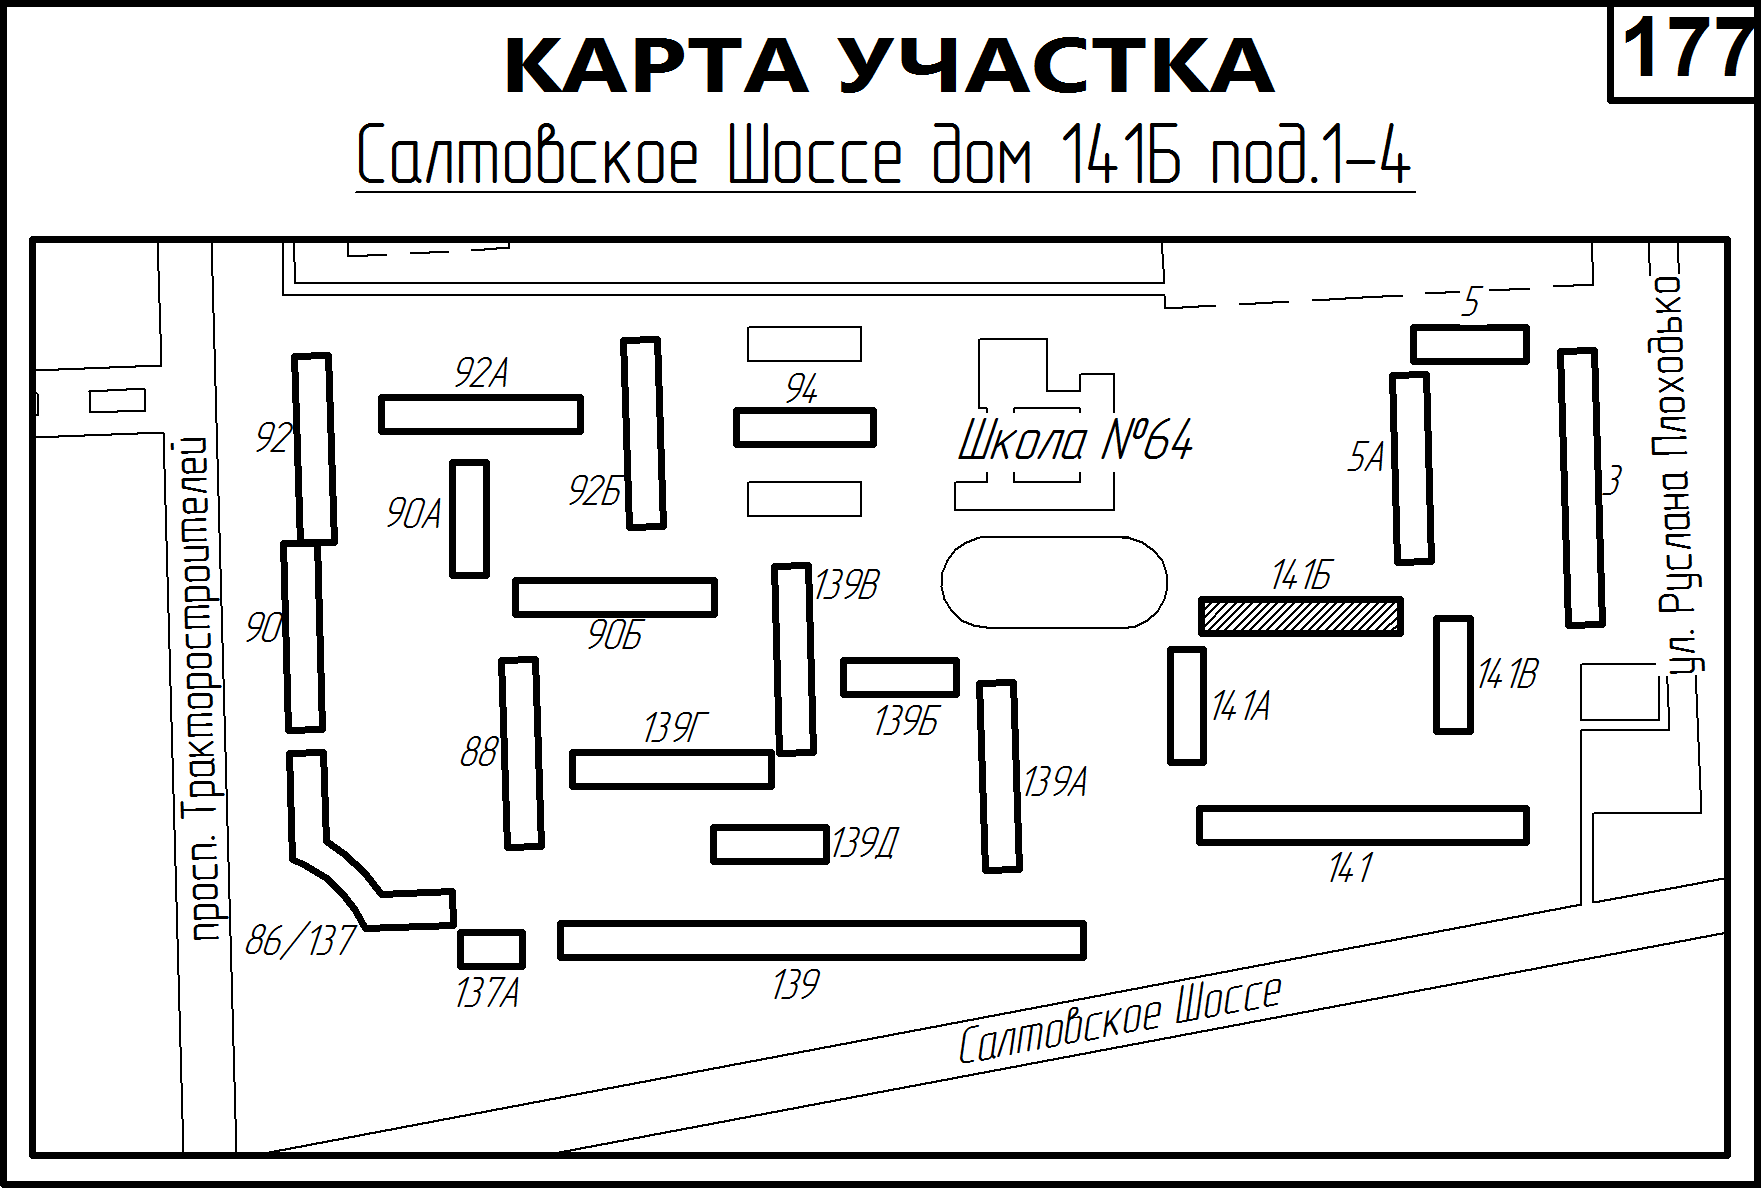 177
КАРТА УЧАСТКА
Салтовское Шоссе дом 141Б под.1-4
5
92А
94
92
Школа №64
5А
3
92Б
90А
ул. Руслана Плоходько
просп. Тракторостроителей
139В
141Б
90
90Б
141В
141А
139Б
139Г
88
139А
139Д
141
86/137
137А
139
Салтовское Шоссе